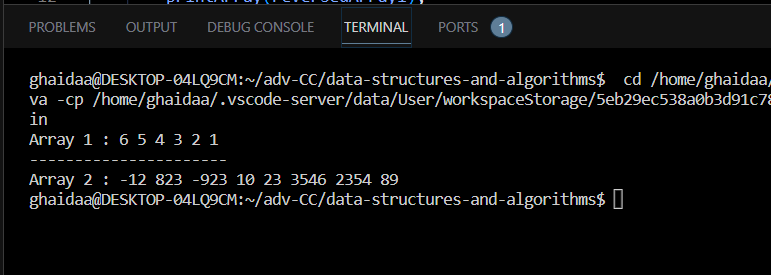 PROBLEMS OUTPUT DEBUG CONSOLE TERMINAL PORTS 1
ghaidaa@DESKTOP-04LQ9CM:~/adv-CC/data-structures-and-algorithms$ cd /home/ghaidaa/
va -cp /home/ghaidaa/.vscode-server/data/User/workspaceStorage/5eb29ec538a0b3d91c78
in
Array 1 : 6 5 4 3 2 1
----------------------
Array 2 : -12 823 -923 10 23 3546 2354 89
ghaidaa@DESKTOP-04LQ9CM:~/adv-CC/data-structures-and-algorithms$